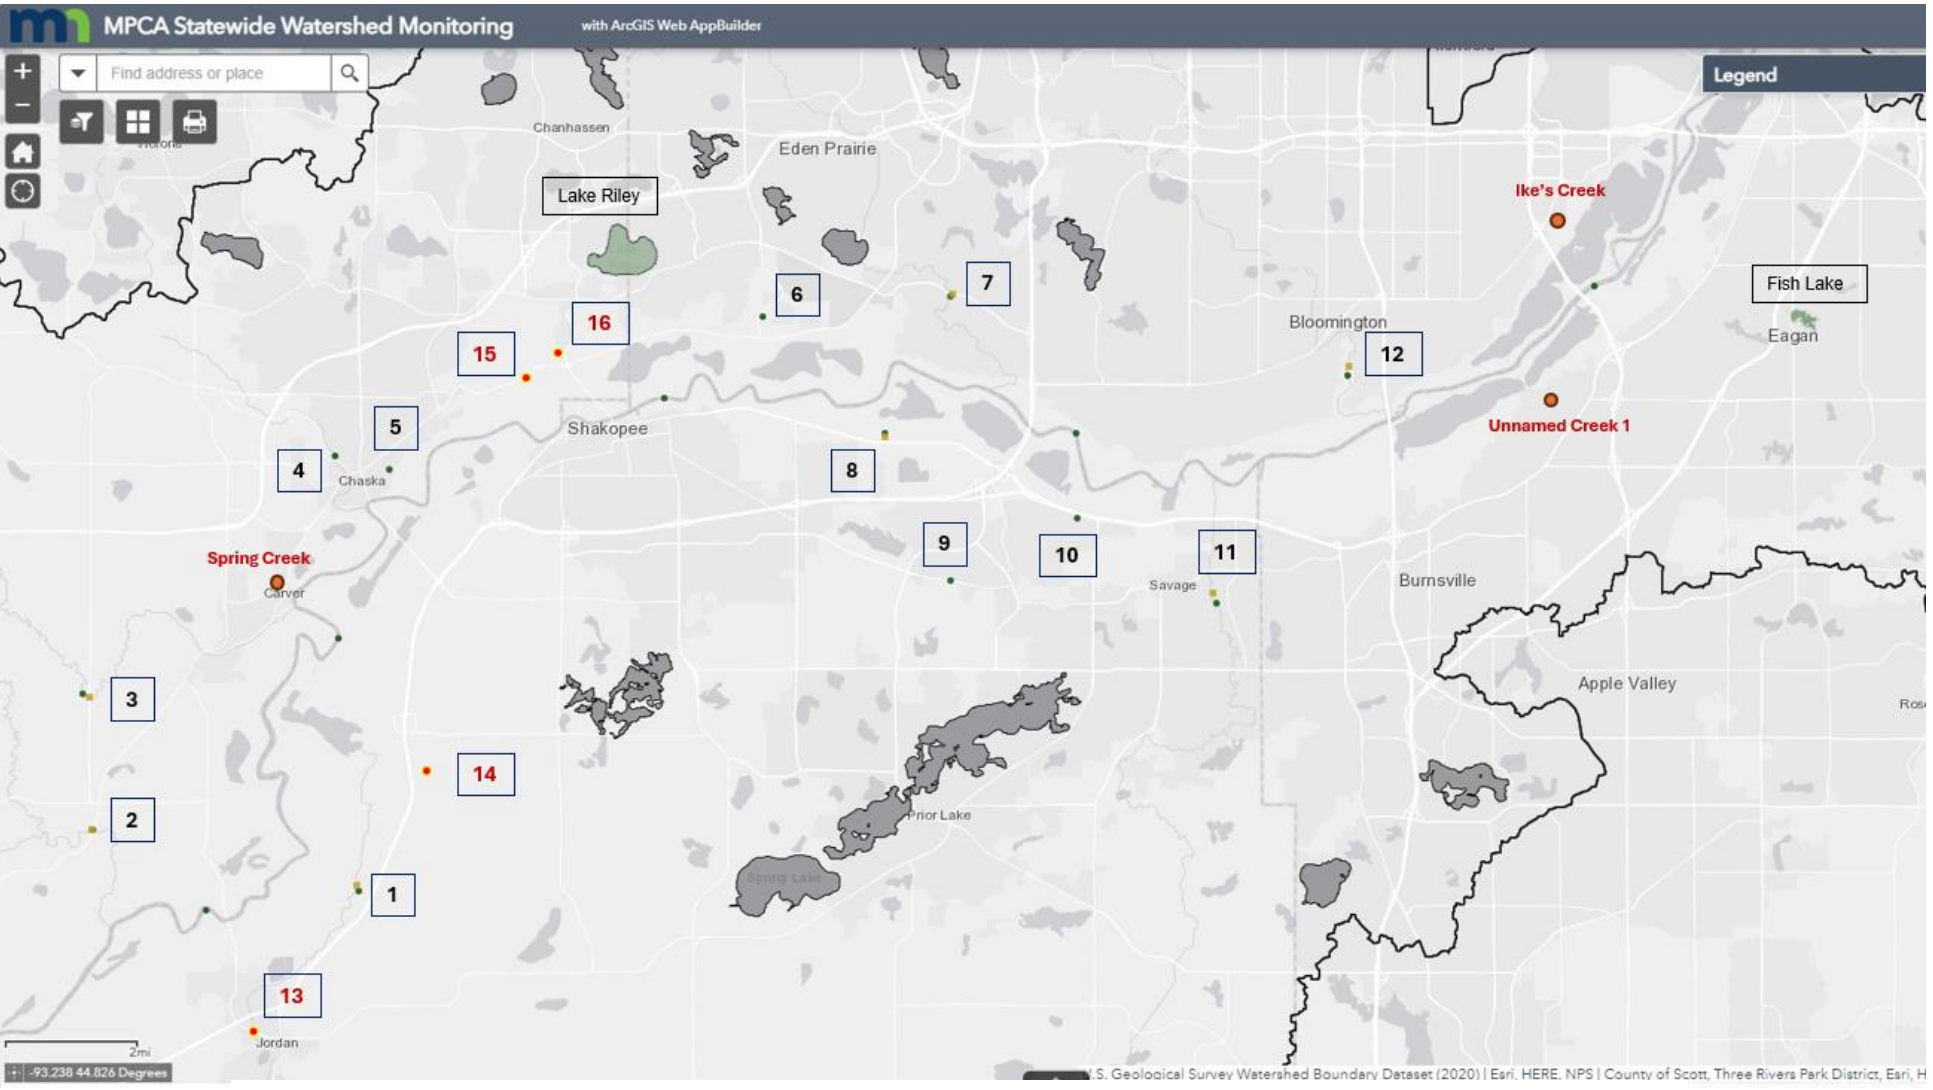 MPCA Statewide Watershed Monitoring
with ArcGIS Web AppBuilder
+
Find address or place
−
Legend
Chanhassen
Victoria
Eden Prairie
Lake Riley
Ike's Creek
Fish Lake
6
7
16
Bloomington
Eagan
15
12
5
Shakopee
Unnamed Creek 1
4
8
Chaska
9
10
11
Spring Creek
Carver
Savage
Burnsville
3
Apple Valley
14
2
Prior Lake
Spring Lake
1
13
Jordan
2mi
-93.238 44.826 Degrees
.S. Geological Survey Watershed Boundary Dataset (2020) | Esri, HERE, NPS | County of Scott, Three Rivers Park District, Esri, H